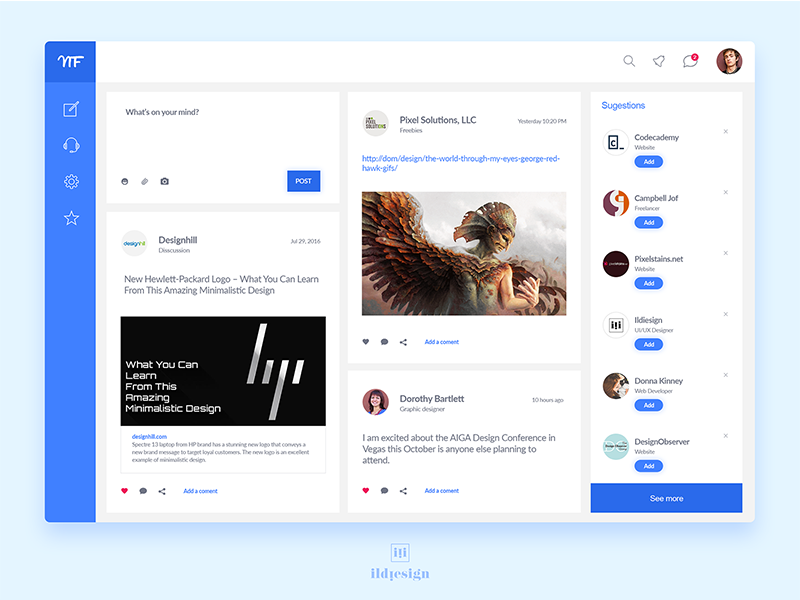 NTF
2
What's on your mind?
POST
Designhill
Disscussion
Jul 29, 2016
designhill
New Hewlett-Packard Logo – What You Can Learn
From This Amazing Minimalistic Design
What You Can
Learn
From This
Amazing
Minimalistic Design
designhill.com
Spectre 13 laptop from HP brand has a stunning new logo that conveys a
new brand message to target loyal customers. The new logo is an excellent
example of minimalistic design.
Add a coment
PIXEL
SOLUTIONS
Pixel Solutions, LLC
Freebies
Yesterday 10:20 PM
http://dom/design/the-world-through-my-eyes-george-red-
hawk-gifs/
Add a coment
Dorothy Bartlett
Graphic designer
10 hours ago
I am excited about the AIGA Design Conference in
Vegas this October is anyone else planning to
attend.
Add a coment
Sugestions
Codecademy
Website
Add
Campbell Jof
Freelancer
Add
Pixelstains.net
Website
Add
Ildiesign
UI/UX Designer
Add
Donna Kinney
Web Developer
Add
DesignObserver
Website
Add
See more
ildiesign